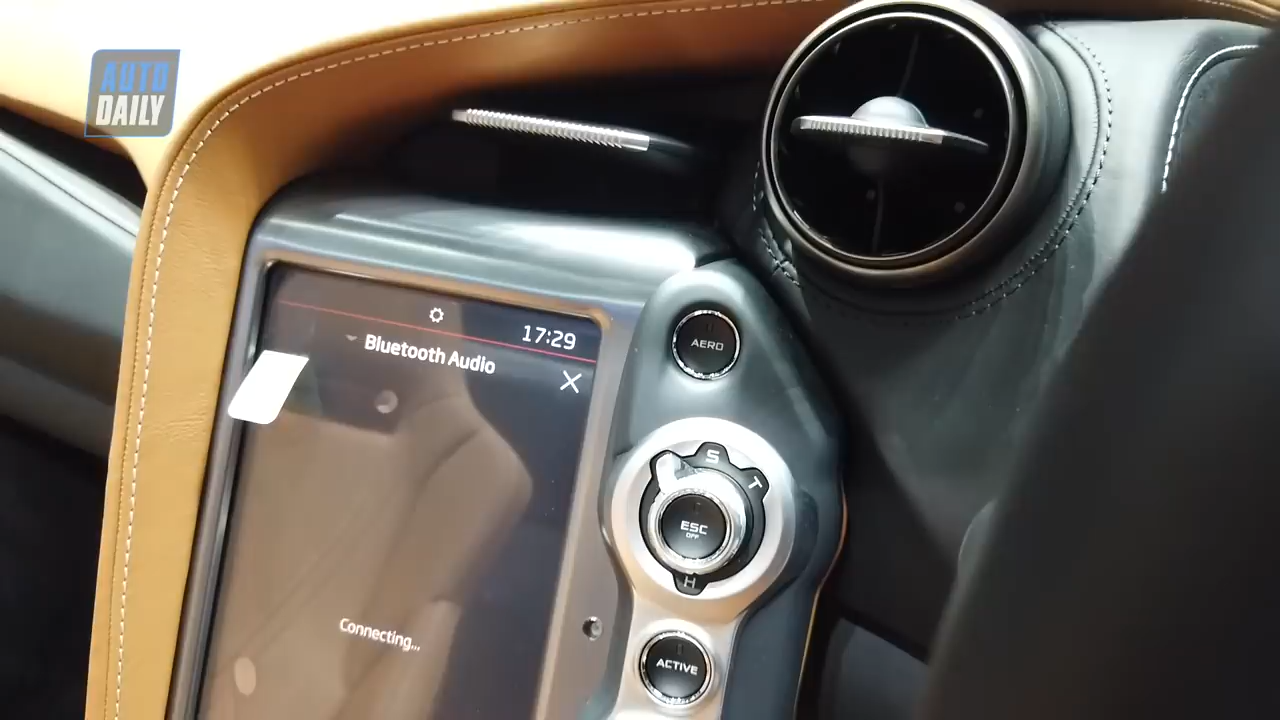 AUTO
DAILY
17:29
Bluetooth Audio
Connecting...
AERO
S
T
ESC
OFF
H
ACTIVE